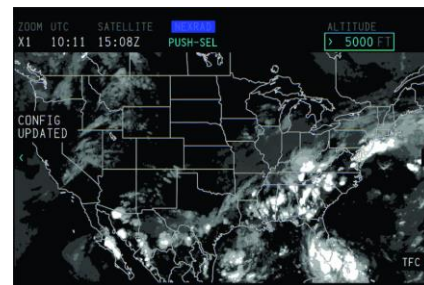 ZOOM UTC SATELLITE NEXRAD ALTITUDE
X1 10:11 15:08Z PUSH-SEL > 5000 FT
CONFIG
UPDATED
<
TFC